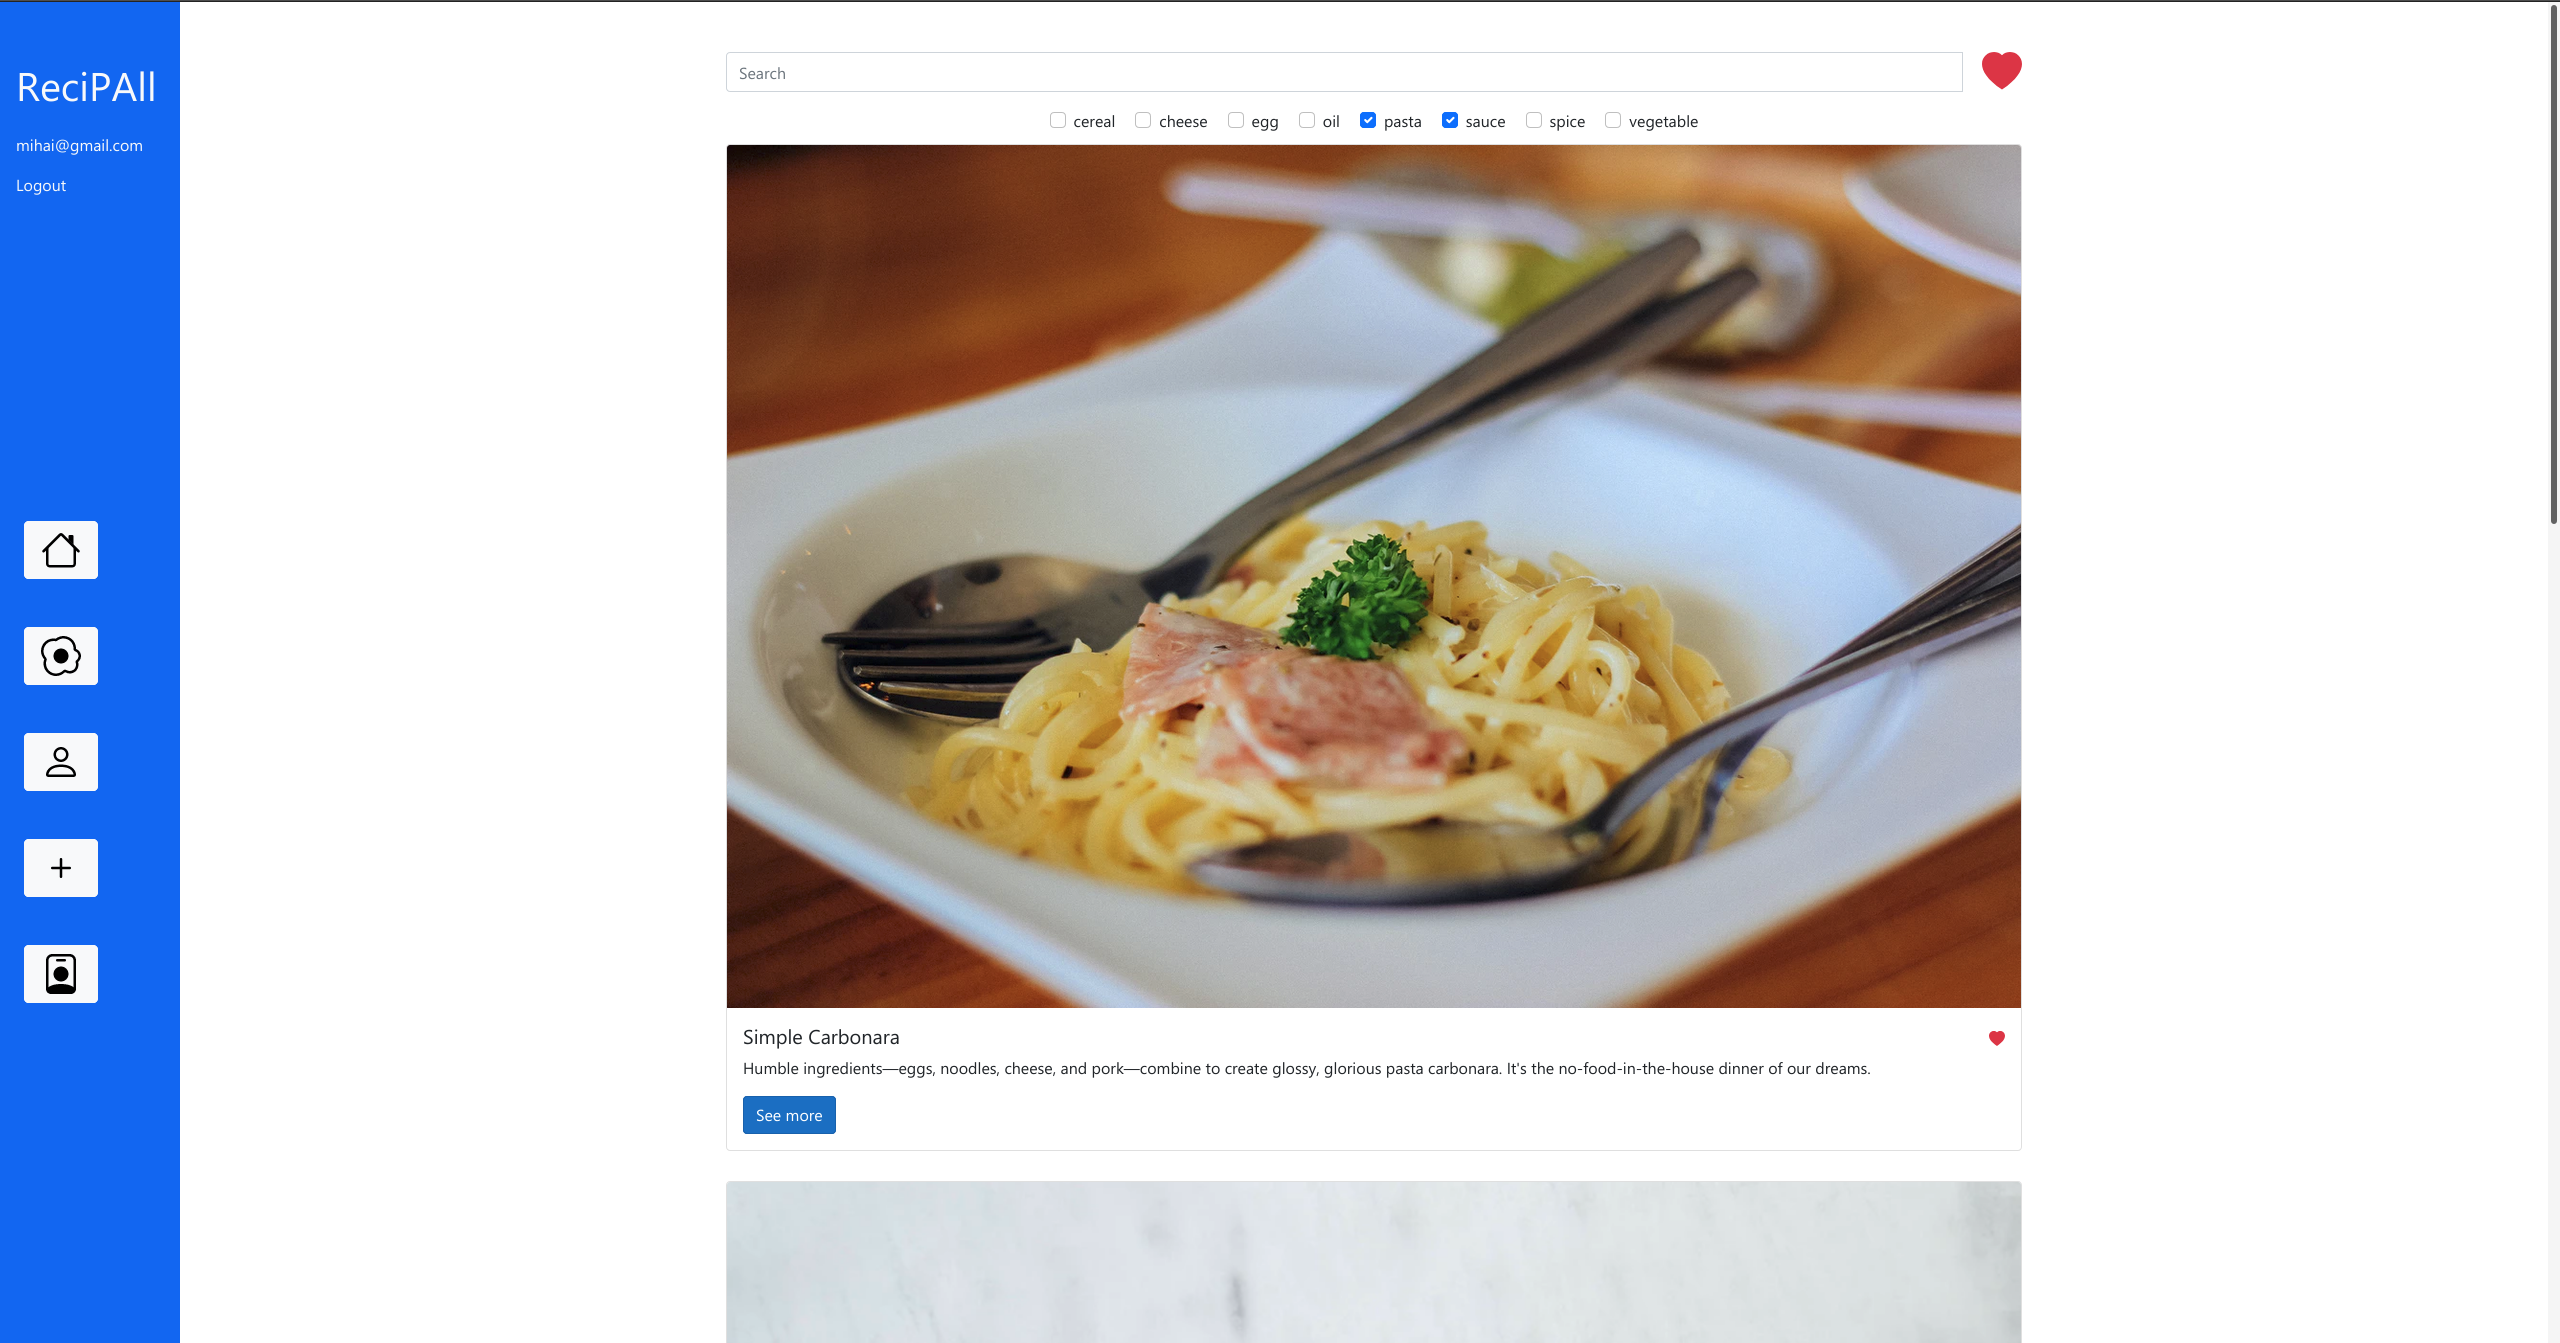 ReciPAll
mihai@gmail.com
Logout
Search
cereal cheese egg oil pasta sauce spice vegetable
Simple Carbonara
Humble ingredients—eggs, noodles, cheese, and pork—combine to create glossy, glorious pasta carbonara. It's the no-food-in-the-house dinner of our dreams.
See more